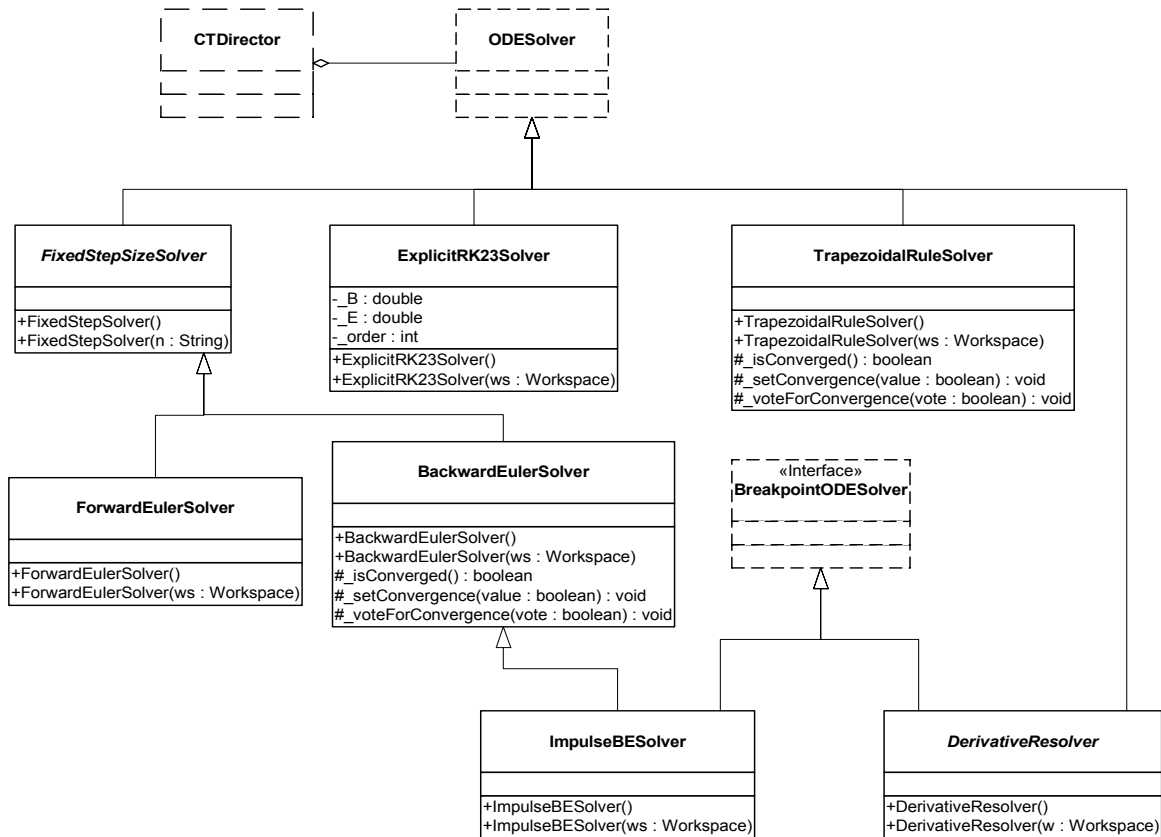 CTDirector
ODESolver
FixedStepSizeSolver
+FixedStepSolver()
+FixedStepSolver(n : String)
ExplicitRK23Solver
-_B : double
-_E : double
-_order : int
+ExplicitRK23Solver()
+ExplicitRK23Solver(ws : Workspace)
TrapezoidalRuleSolver
+TrapezoidalRuleSolver()
+TrapezoidalRuleSolver(ws : Workspace)
#_isConverged() : boolean
#_setConvergence(value : boolean) : void
#_voteForConvergence(vote : boolean) : void
ForwardEulerSolver
+ForwardEulerSolver()
+ForwardEulerSolver(ws : Workspace)
BackwardEulerSolver
+BackwardEulerSolver()
+BackwardEulerSolver(ws : Workspace)
#_isConverged() : boolean
#_setConvergence(value : boolean) : void
#_voteForConvergence(vote : boolean) : void
«Interface»
BreakpointODESolver
ImpulseBESolver
+ImpulseBESolver()
+ImpulseBESolver(ws : Workspace)
DerivativeResolver
+DerivativeResolver()
+DerivativeResolver(w : Workspace)